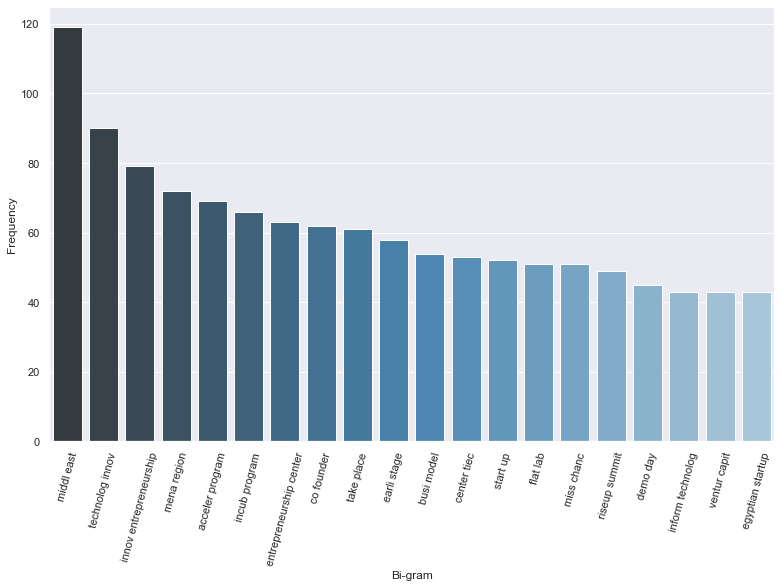 120
100
80
60
40
20
0
Frequency
middl east
technolog innov
innov entrepreneurship
mena region
acceler program
incub program
entrepreneurship center
co founder
take place
earli stage
busi model
center tiec
start up
flat lab
miss chanc
riseup summit
demo day
inform technolog
ventur capit
egyptian startup
Bi-gram